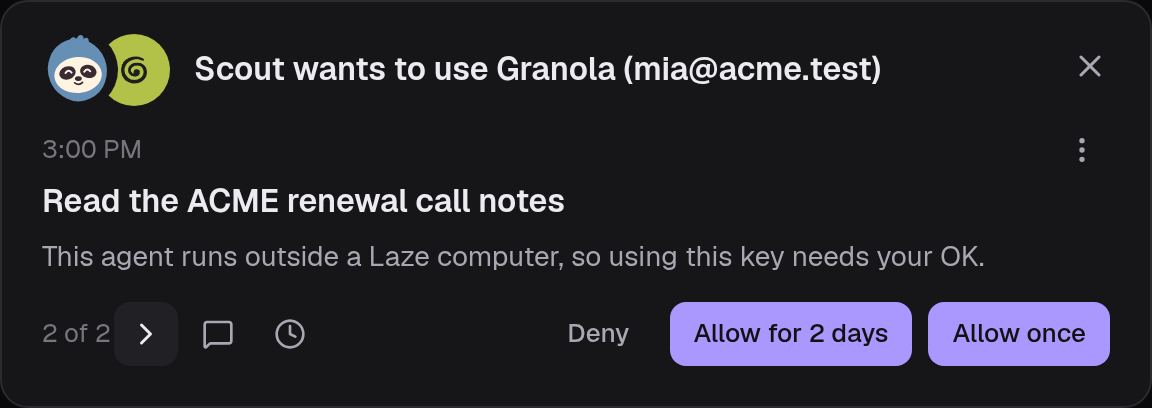 Scout wants to use Granola (mia@acme.test)
3:00 PM
Read the ACME renewal call notes
This agent runs outside a Laze computer, so using this key needs your OK.
2 of 2
Deny
Allow for 2 days
Allow once